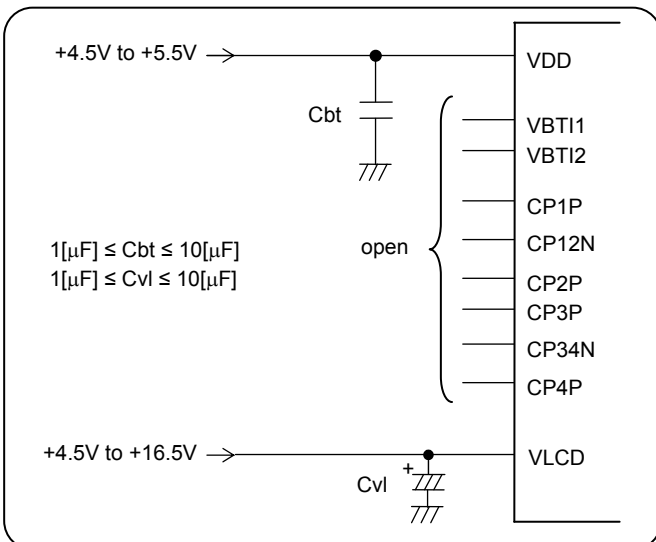 +4.5V to +5.5V
VDD
Cbt
VBTI1
VBTI2
CP1P
1[μF] ≤ Cbt ≤ 10[μF]
open
CP12N
1[μF] ≤ Cvl ≤ 10[μF]
CP2P
CP3P
CP34N
CP4P
+4.5V to +16.5V
VLCD
+
Cvl